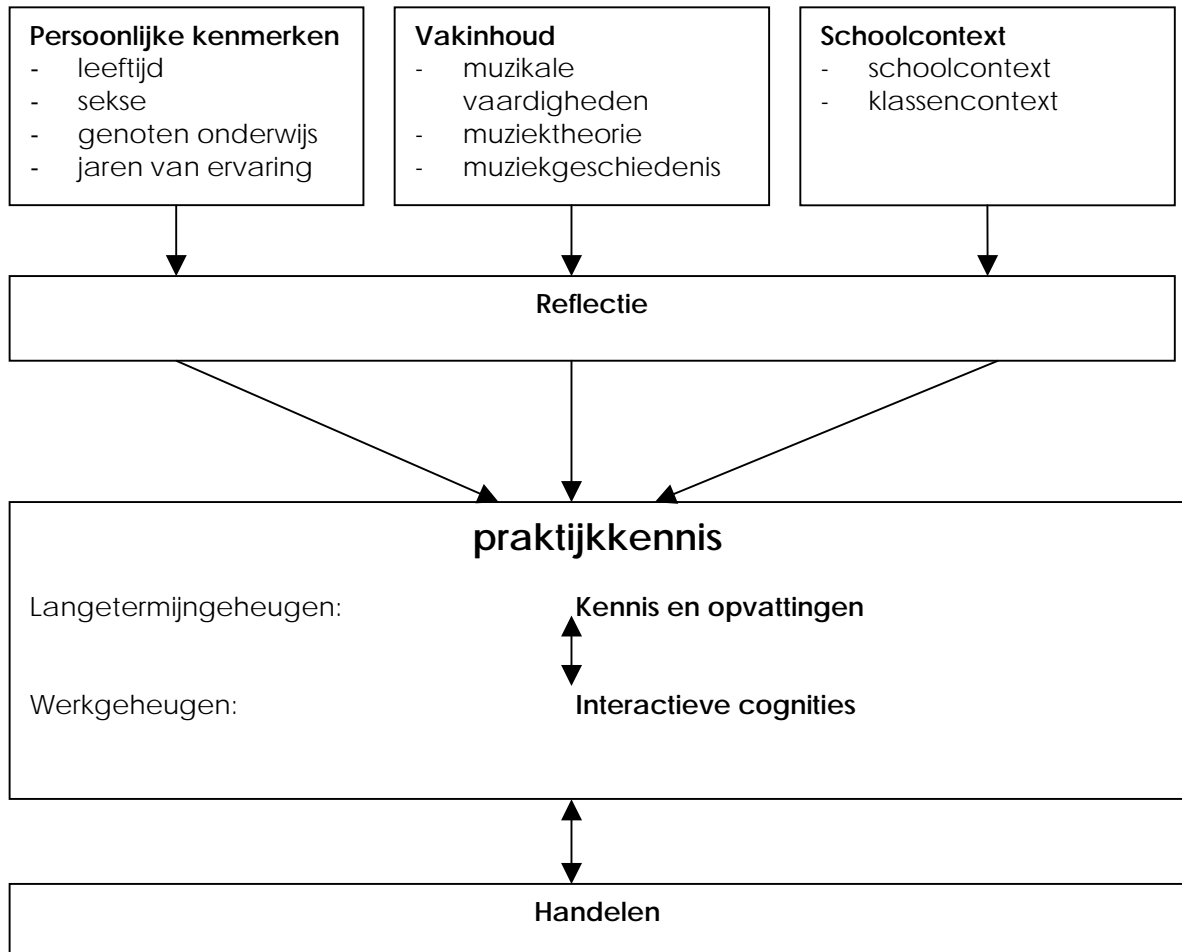 Persoonlijke kenmerken
- leeftijd
- sekse
- genoten onderwijs
- jaren van ervaring
Vakinhoud
- muzikale
vaardigheden
- muziektheorie
- muziekgeschiedenis
Schoolcontext
- schoolcontext
- klassencontext
Reflectie
praktijkkennis
Langetermijngeheugen: Kennis en opvattingen
Werkgeheugen: Interactieve cognities
Handelen